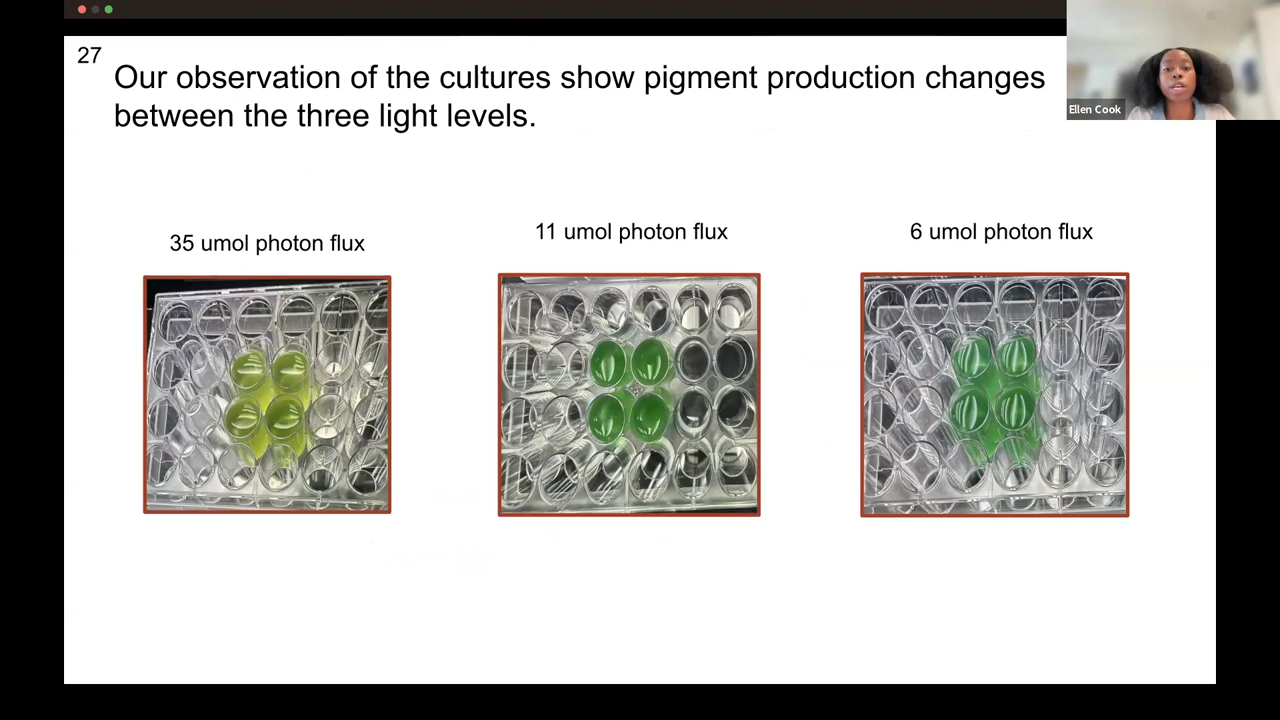 27
Our observation of the cultures show pigment production changes
between the three light levels.
Ellen Cook
35 umol photon flux
11 umol photon flux
6 umol photon flux